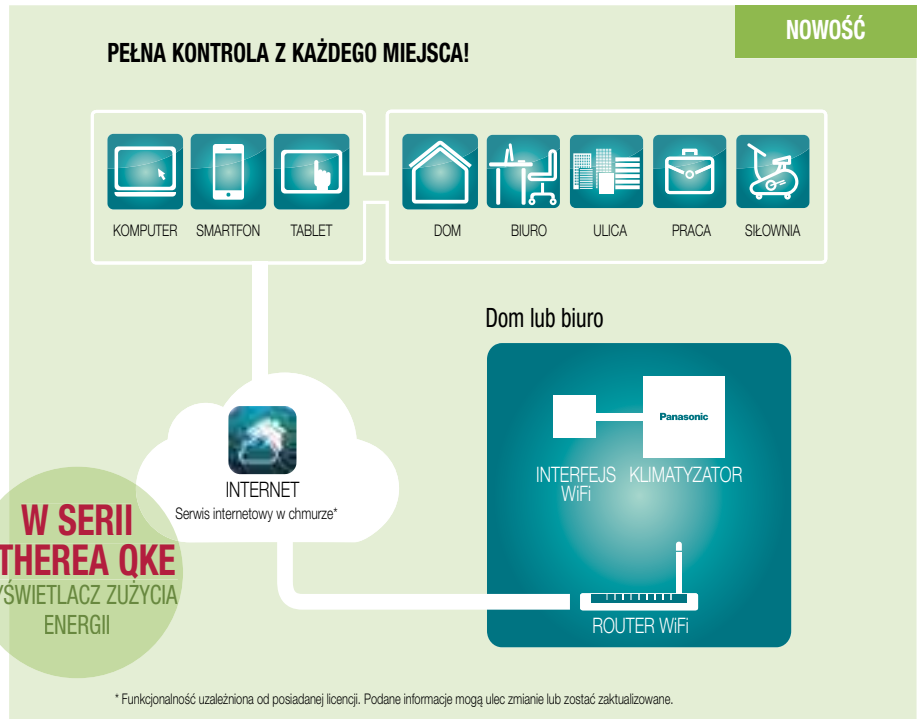 NOWOŚĆ
PEŁNA KONTROLA Z KAŻDEGO MIEJSCA!
KOMPUTER SMARTFON TABLET
DOM BIURO ULICA PRACA SIŁOWNIA
Dom lub biuro
Panasonic
INTERFEJS WiFi
KLIMATYZATOR
INTERNET
Serwis internetowy w chmurze*
W SERII
THEREA QKE
YŚWIETLACZ ZUŻYCIA
ENERGII
ROUTER WiFi
* Funkcjonalność uzależniona od posiadanej licencji. Podane informacje mogą ulec zmianie lub zostać zaktualizowane.